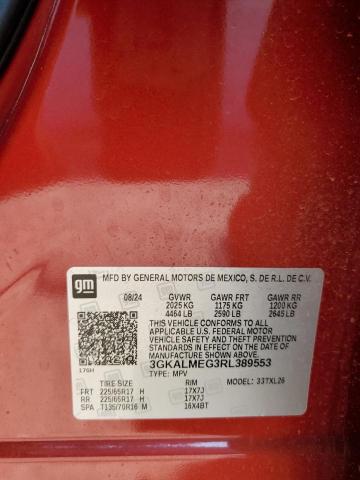 gm
MFD BY GENERAL MOTORS DE MEXICO, S. DE R.L. DE C.V.
08/24 GVWR GAWR FRT GAWR RR
2025 KG 1175 KG 1200 KG
4464 LB 2590 LB 2645 LB
THIS VEHICLE CONFORMS TO ALL APPLICABLE
U.S. FEDERAL MOTOR
VEHICLE SAFETY AND THEFT PREVENTION
STANDARDS IN EFFECT ON THE DATE OF
MANUFACTURE SHOWN ABOVE.
3GKALMEG3RL389553
176H TYPE: MPV
TIRE SIZE RIM MODEL: 33TXL26
FRT 225/65R17 H 17X7J
RR 225/65R17 H 17X7J
SPA T135/70R16 M 16X4BT